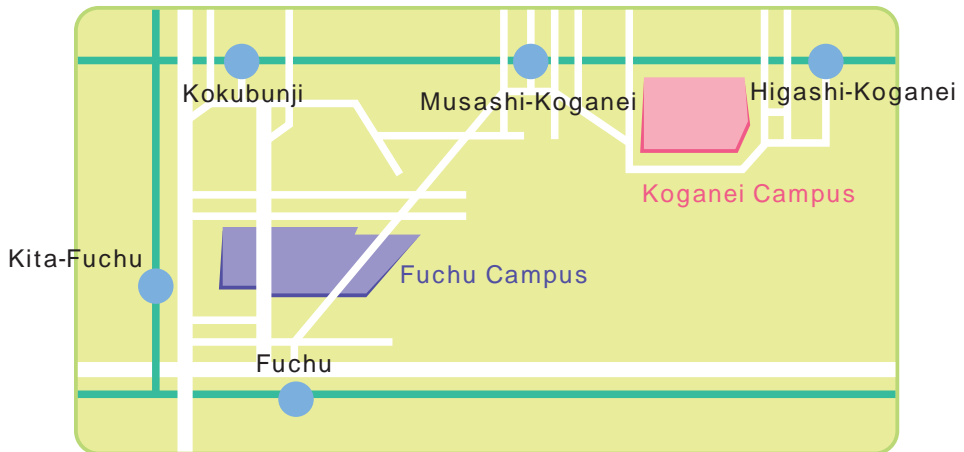 Kokubunji
Musashi-Koganei
Higashi-Koganei
Koganei Campus
Kita-Fuchu
Fuchu Campus
Fuchu